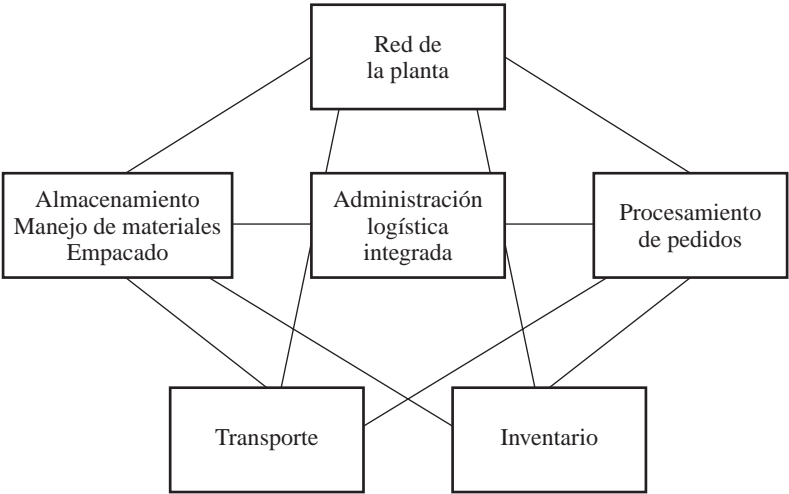 Red de
la planta
Almacenamiento
Manejo de materiales
Empacado
Administración
logística
integrada
Procesamiento
de pedidos
Transporte
Inventario